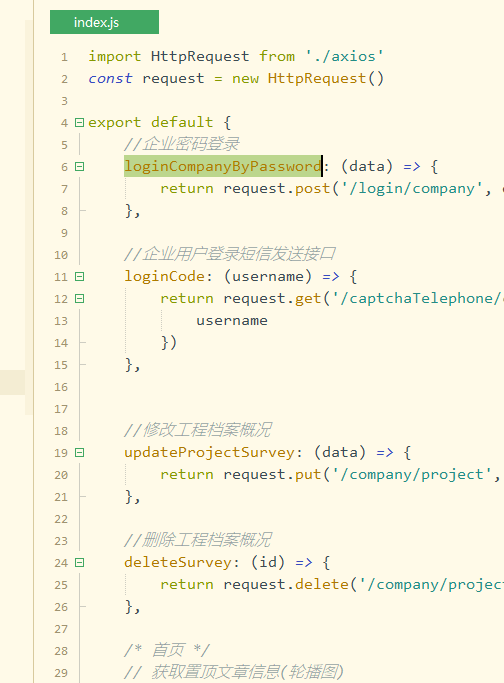 index.js
1 import HttpRequest from './axios'
2 const request = new HttpRequest()
3
4 export default {
5 //企业密码登录
6 loginCompanyByPassword: (data) => {
7 return request.post('/login/company',
8 },
9
10 //企业用户登录短信发送接口
11 loginCode: (username) => {
12 return request.get('/captchaTelephone/
13 username
14 })
15 },
16
17
18 //修改工程档案概况
19 updateProjectSurvey: (data) => {
20 return request.put('/company/project',
21 },
22
23 //删除工程档案概况
24 deleteSurvey: (id) => {
25 return request.delete('/company/project
26 },
27
28 /* 首页 */
29 // 获取置顶文章信息(轮播图)